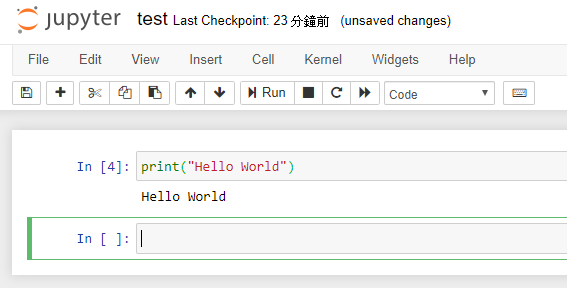 jupyter test Last Checkpoint: 23 分鐘前 (unsaved changes)
File Edit View Insert Cell Kernel Widgets Help
Run Code
In [4]: print("Hello World")
Hello World
In [ ]: